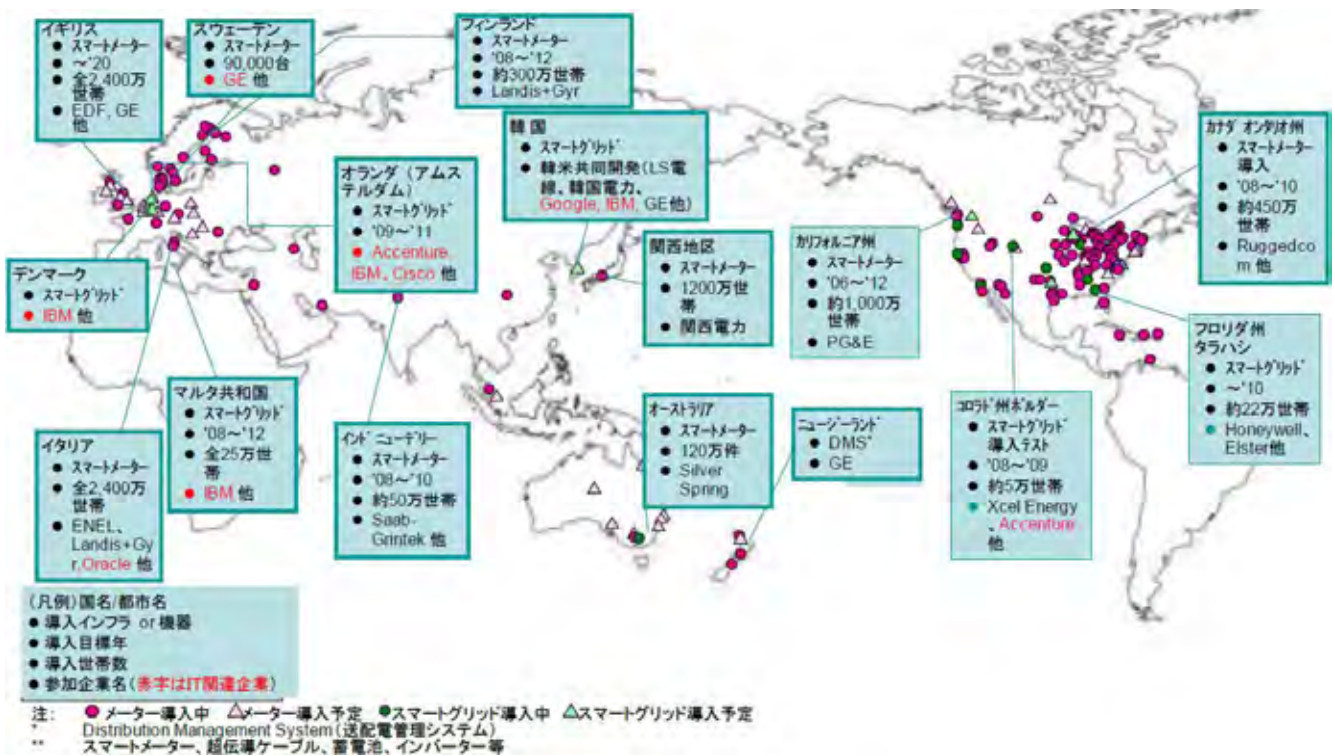 イギリス
● スマートメーター
● ～'20
● 全2,400万
世帯
● EDF, GE
他
スウェーデン
● スマートメーター
● 90,000台
● GE 他
フィンランド
● スマートメーター
● '08～'12
● 約300万世帯
● Landis+Gyr
韓国
● スマートグリッド
● 韓米共同開発(LS電
線、韓国電力、
Google, IBM, GE他)
オランダ (アムス
テルダム)
● スマートグリッド
● '09～'11
● Accenture,
IBM、Cisco 他
関西地区
● スマートメーター
● 1200万世
帯
● 関西電力
カリフォルニア州
● スマートメーター
● '06～'12
● 約1,000万
世帯
● PG&E
カナダ オンタリオ州
● スマートメーター
導入
● '08～'10
● 約450万
世帯
● Ruggedco
m 他
デンマーク
● スマートグリッド
● IBM 他
マルタ共和国
● スマートグリッド
● '08～'12
● 全25万世
帯
● IBM 他
イタリア
● スマートメーター
● 全2,400万
世帯
● ENEL、
Landis+Gy
r,Oracle 他
インド ニューデリー
● スマートメーター
● '08～'10
● 約50万世帯
● Saab-
Grintek 他
オーストラリア
● スマートメーター
● 120万件
● Silver
Spring
ニュージーランド
● DMS*
● GE
コロラド州ボルダー
● スマートグリッド
導入テスト
● '08～'09
● 約5万世帯
● Xcel Energy
、Accenture
他
フロリダ州
タラハシ
● スマートグリッド
● ～'10
● 約22万世帯
● Honeywell、
Elster他
(凡例)国名/都市名
● 導入インフラ or 機器
● 導入目標年
● 導入世帯数
● 参加企業名(赤字はIT関連企業)
注: ●メーター導入中 △メーター導入予定 ●スマートグリッド導入中 △スマートグリッド導入予定
* Distribution Management System(送配電管理システム)
** スマートメーター、超伝導ケーブル、蓄電池、インバーター等